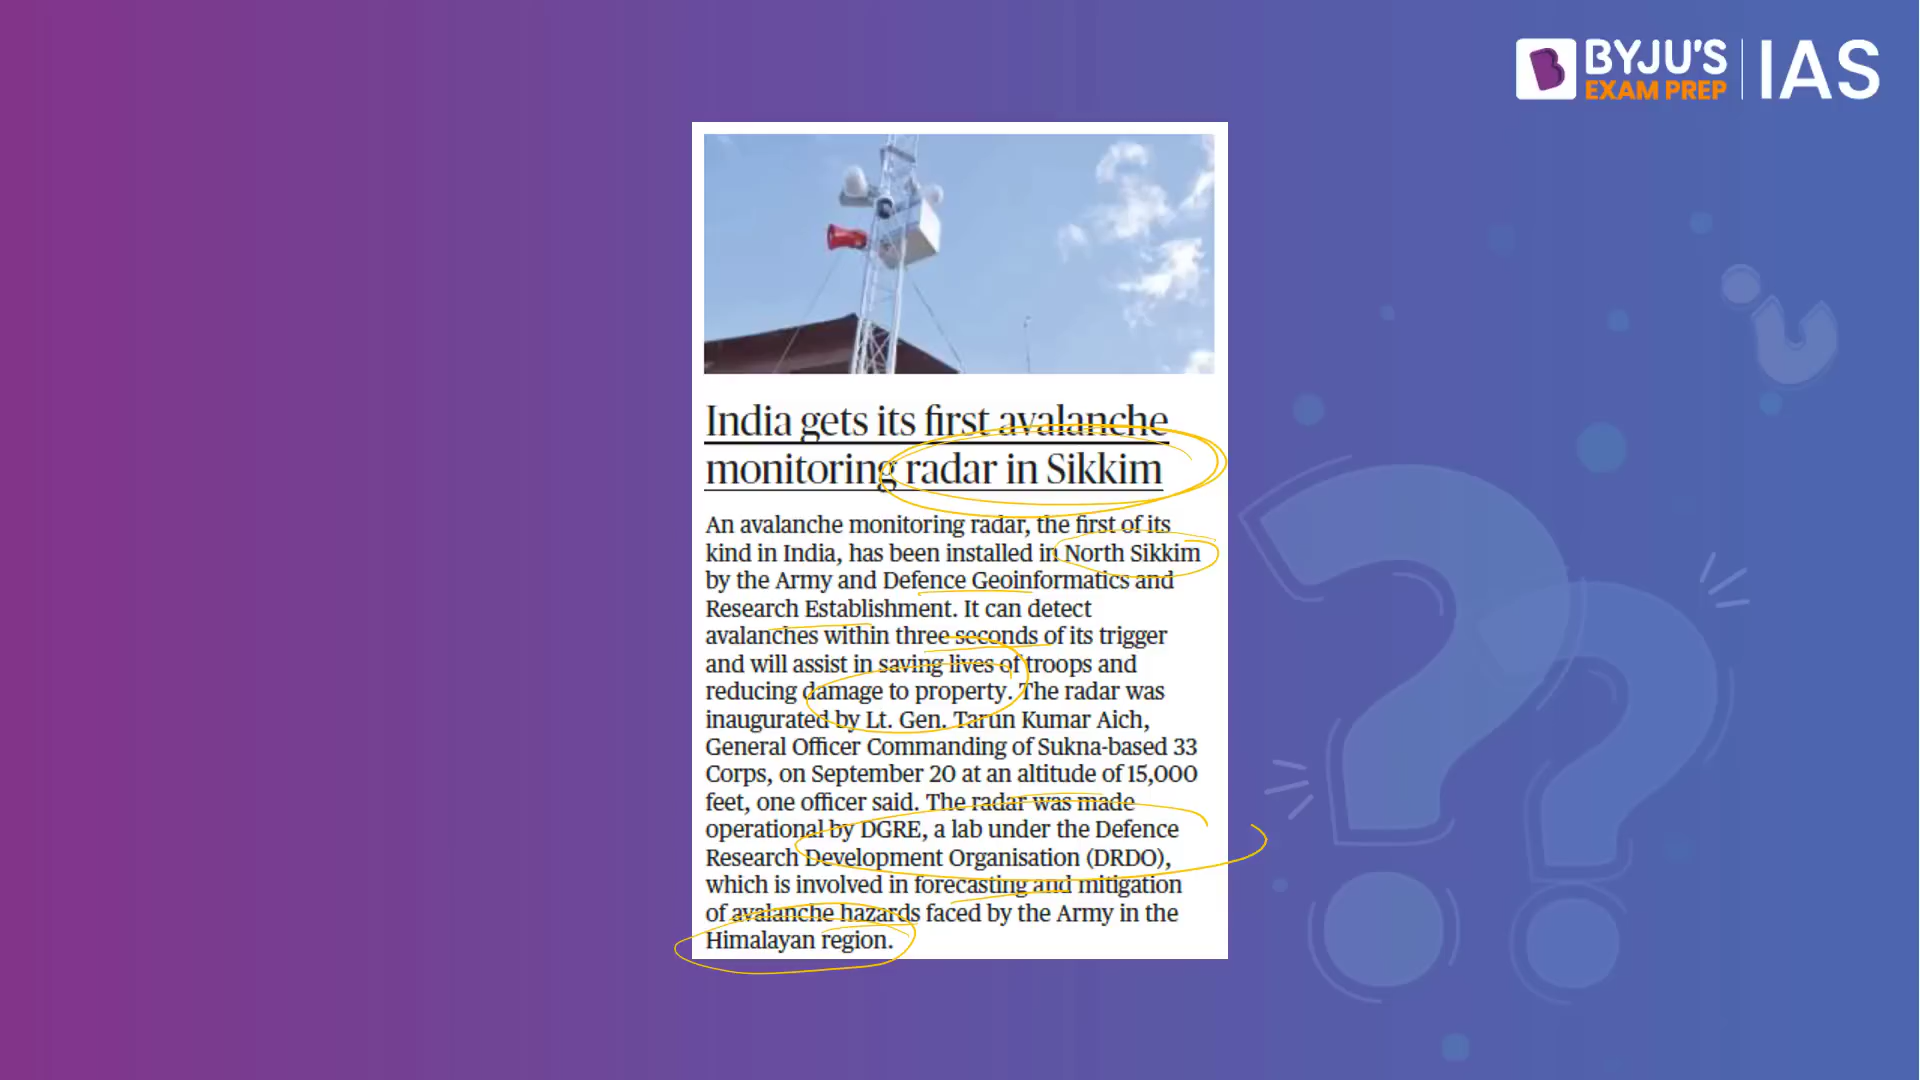 BYJU'S
EXAM PREP
IAS
India gets its first avalanche
monitoring radar in Sikkim
An avalanche monitoring radar, the first of its
kind in India, has been installed in North Sikkim
by the Army and Defence Geoinformatics and
Research Establishment. It can detect
avalanches within three seconds of its trigger
and will assist in saving lives of troops and
reducing damage to property. The radar was
inaugurated by Lt. Gen. Tarun Kumar Aich,
General Officer Commanding of Sukna-based 33
Corps, on September 20 at an altitude of 15,000
feet, one officer said. The radar was made
operational by DGRE, a lab under the Defence
Research Development Organisation (DRDO),
which is involved in forecasting and mitigation
of avalanche hazards faced by the Army in the
Himalayan region.